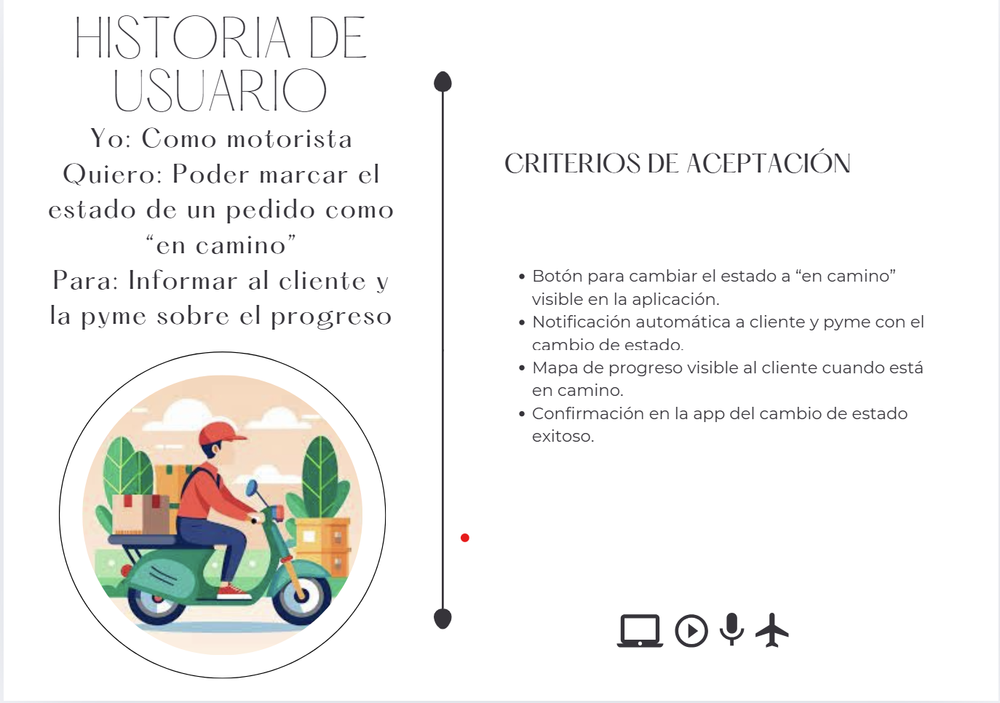 HISTORIA DE
USUARIO
Yo: Como motorista
Quiero: Poder marcar el
estado de un pedido como
“en camino”
Para: Informar al cliente y
la pyme sobre el progreso
CRITERIOS DE ACEPTACIÓN
• Botón para cambiar el estado a “en camino”
visible en la aplicación.
• Notificación automática a cliente y pyme con el
cambio de estado.
• Mapa de progreso visible al cliente cuando está
en camino.
• Confirmación en la app del cambio de estado
exitoso.